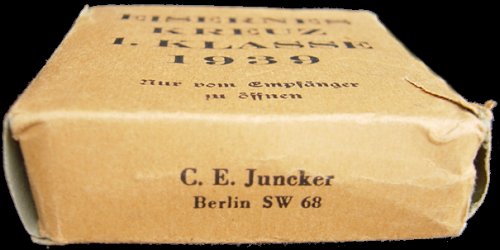 EISERNES
KREUZ
1. KLASSE
1939
Nur vom Empfänger
zu öffnen
C. E. Juncker
Berlin SW 68